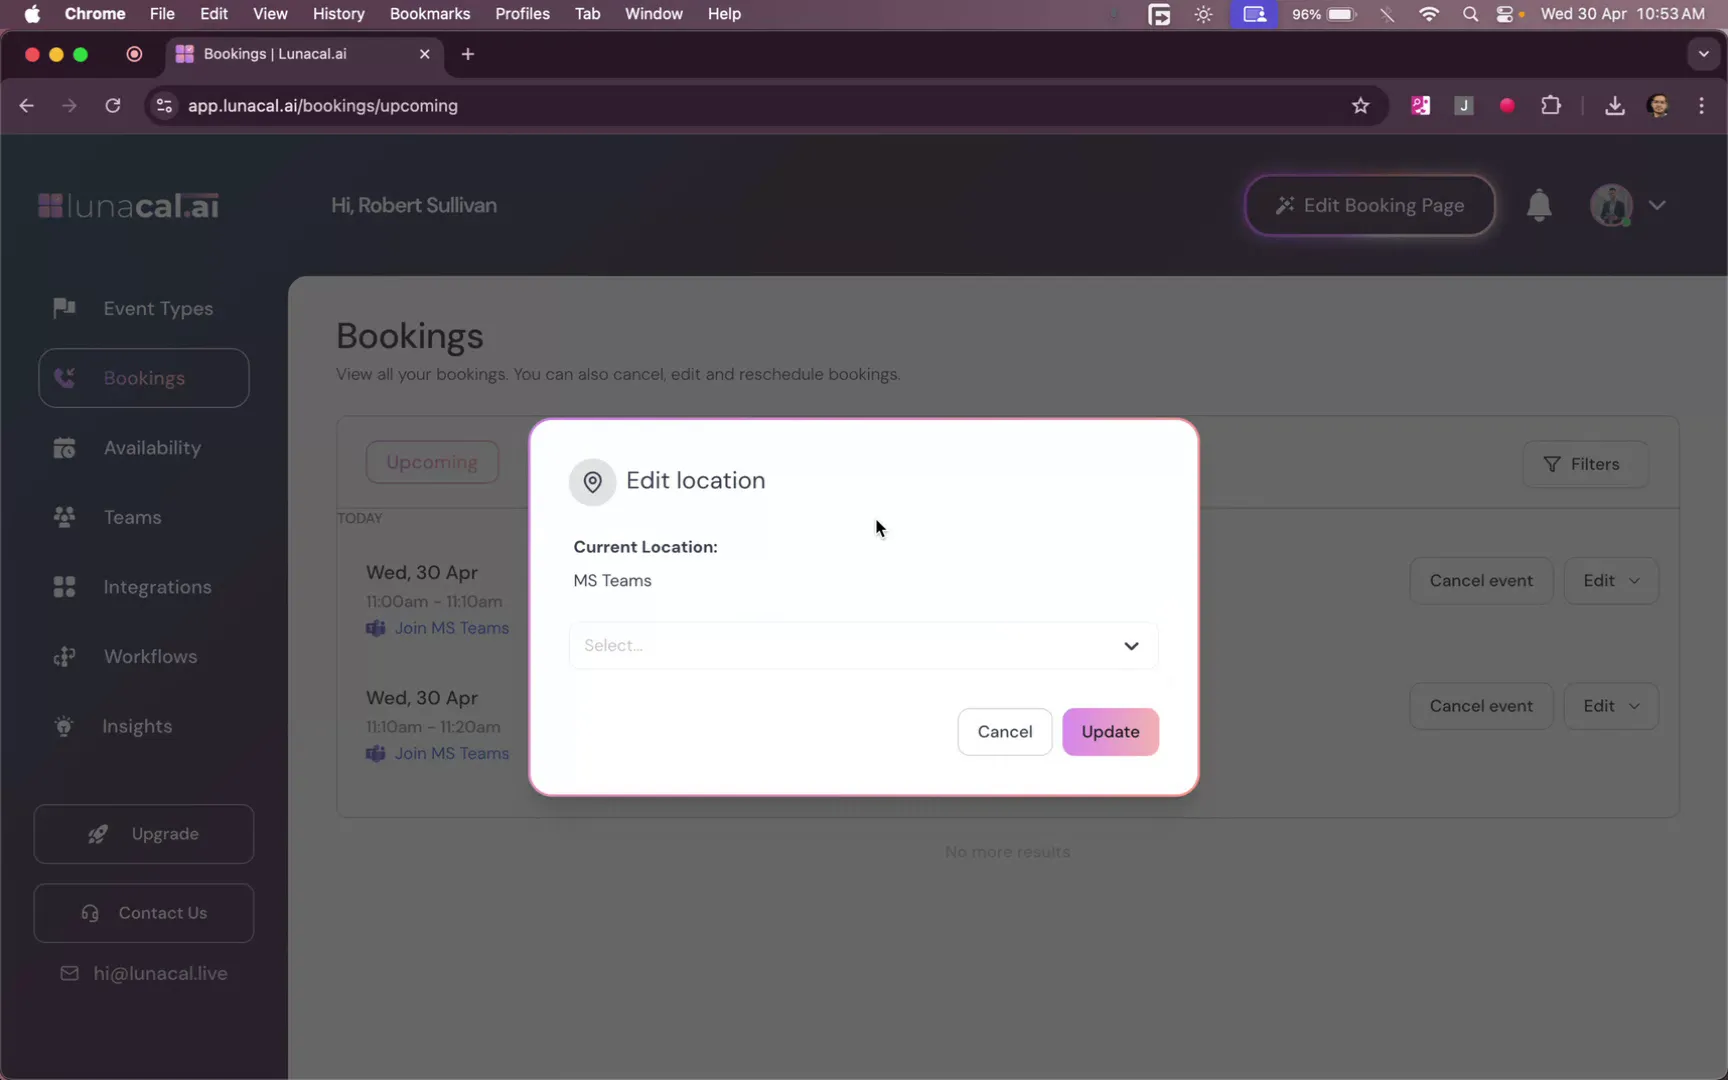 Chrome File Edit View History Bookmarks Profiles Tab Window Help 96% Wed 30 Apr 10:53 AM
Bookings | Lunacal.ai
app.lunacal.ai/bookings/upcoming
J
lunacal.ai
Hi, Robert Sullivan
Edit Booking Page
Event Types
Bookings
Availability
Teams
Integrations
Workflows
Insights
Upgrade
Contact Us
hi@lunacal.live
Bookings
View all your bookings. You can also cancel, edit and reschedule bookings.
Upcoming
Filters
TODAY
Wed, 30 Apr
11:00am - 11:10am
Join MS Teams
Cancel event
Edit
Wed, 30 Apr
11:10am - 11:20am
Join MS Teams
Cancel event
Edit
No more results
Edit location
Current Location:
MS Teams
Select...
Cancel
Update